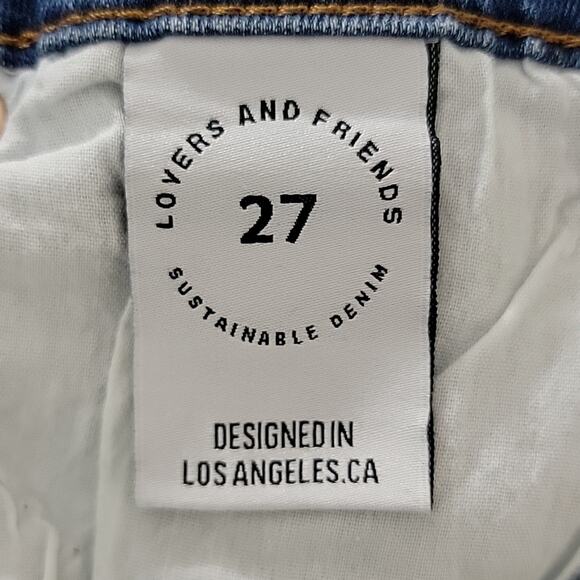 LOVERS AND FRIENDS
27
SUSTAINABLE DENIM
DESIGNED IN
LOS ANGELES.CA